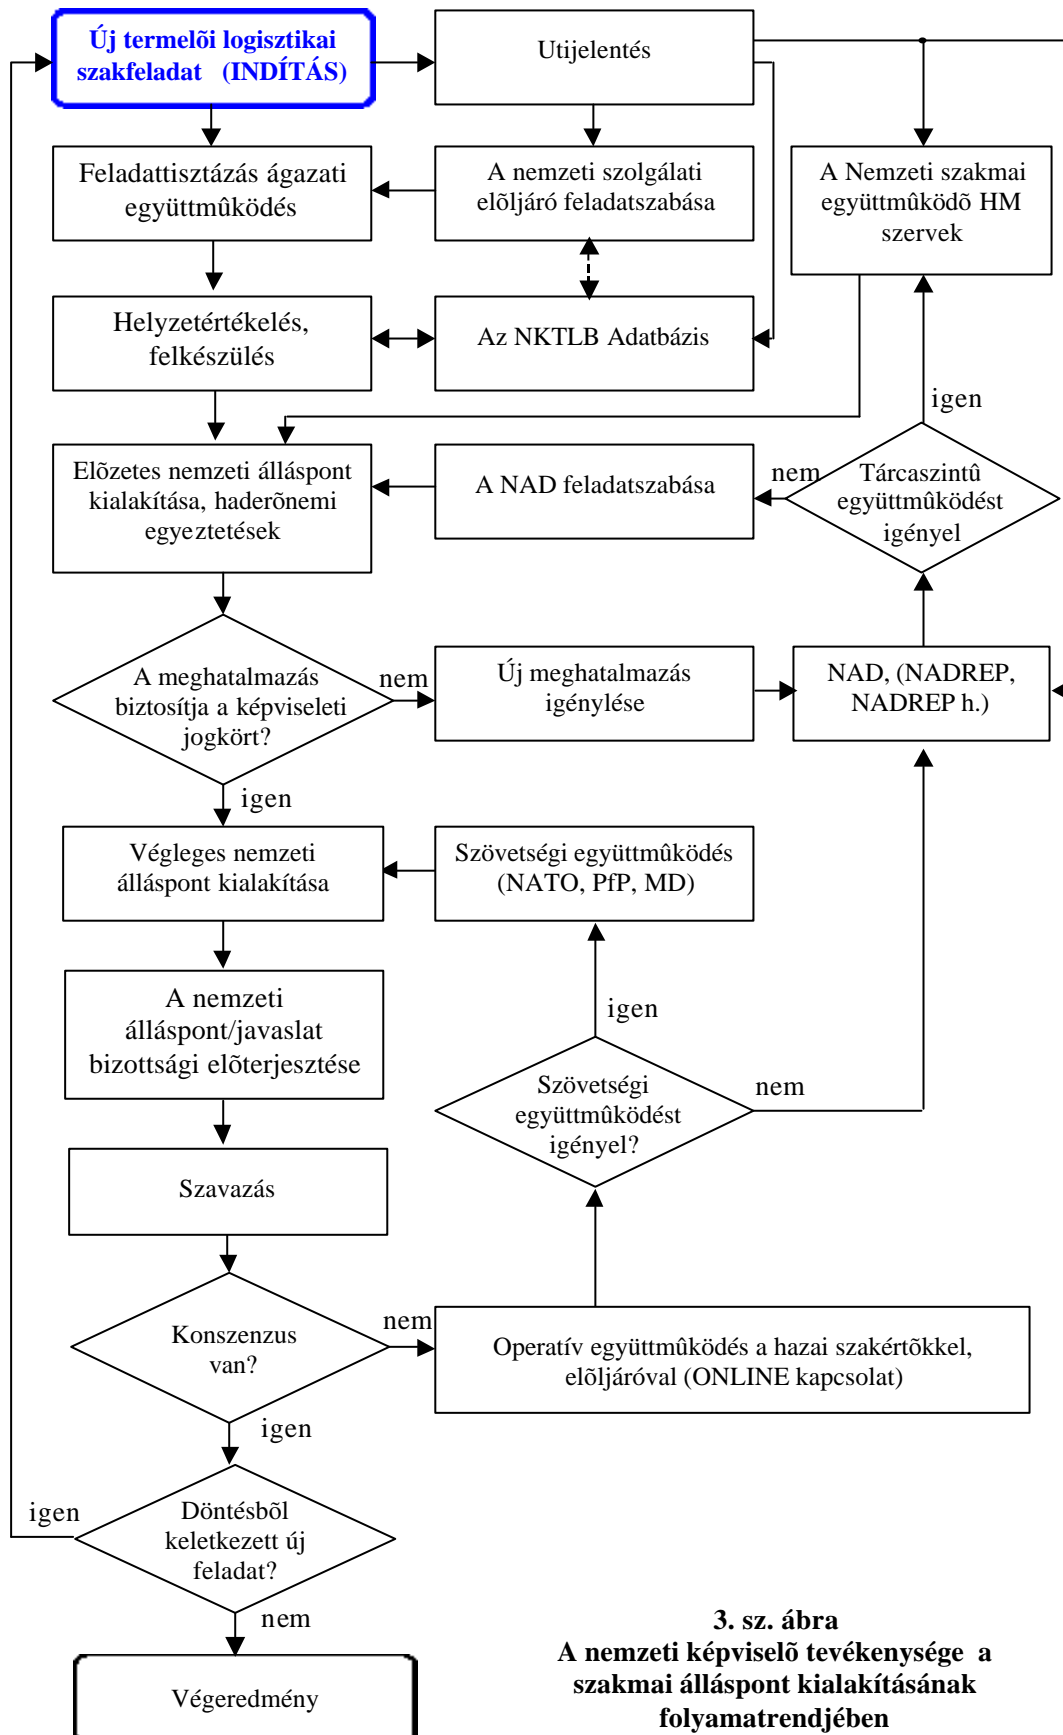 Új termelõi logisztikai
szakfeladat (INDÍTÁS)
Utijelentés
Feladattisztázás ágazati
együttmûködés
A nemzeti szolgálati
elõljáró feladatszabása
A Nemzeti szakmai
együttmûködõ HM
szervek
Helyzetértékelés,
felkészülés
Az NKTLB Adatbázis
igen
Elõzetes nemzeti álláspont
kialakítása, haderõnemi
egyeztetések
A NAD feladatszabása
nem
Tárcaszintû
együttmûködést
igényel
A meghatalmazás
biztosítja a képviseleti
jogkört?
nem
Új meghatalmazás
igénylése
NAD, (NADREP,
NADREP h.)
igen
Végleges nemzeti
álláspont kialakítása
Szövetségi együttmûködés
(NATO, PfP, MD)
A nemzeti
álláspont/javaslat
bizottsági elõterjesztése
igen
Szövetségi
együttmûködést
igényel?
nem
Szavazás
Konszenzus
van?
nem
Operatív együttmûködés a hazai szakértõkkel,
elõljáróval (ONLINE kapcsolat)
igen
igen
Döntésbõl
keletkezett új
feladat?
nem
Végeredmény
3. sz. ábra
A nemzeti képviselõ tevékenysége a
szakmai álláspont kialakításának
folyamatrendjében